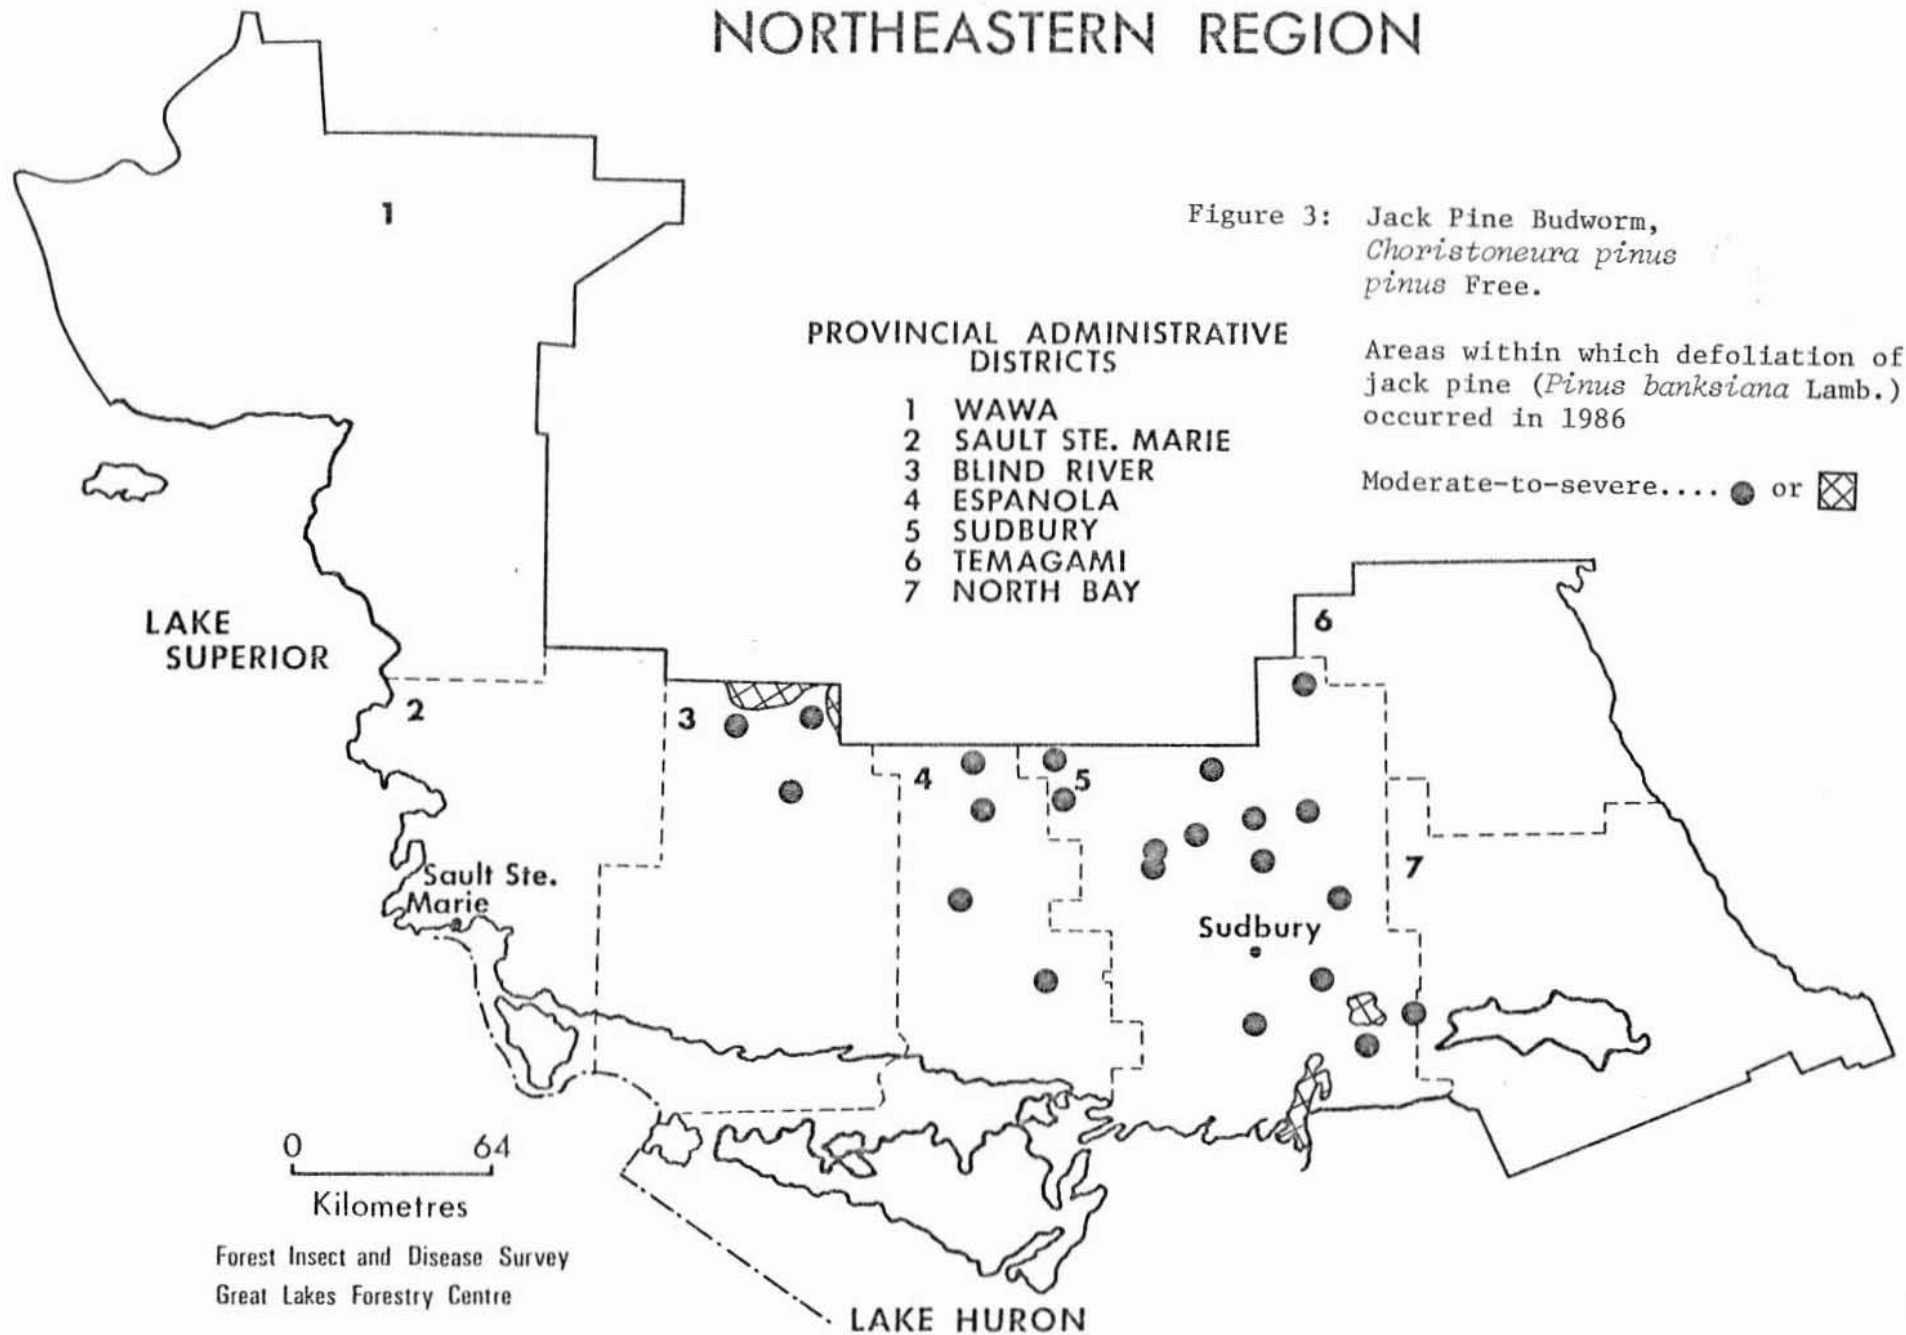 NORTHEASTERN REGION
Figure 3: Jack Pine Budworm,
Choristoneura pinus
pinus Free.
Areas within which defoliation of
jack pine (Pinus banksiana Lamb.)
occurred in 1986
Moderate-to-severe.... or
PROVINCIAL ADMINISTRATIVE
DISTRICTS
1 WAWA
2 SAULT STE. MARIE
3 BLIND RIVER
4 ESPANOLA
5 SUDBURY
6 TEMAGAMI
7 NORTH BAY
1
LAKE
SUPERIOR
2
3
4
5
6
7
Sault Ste.
Marie
Sudbury
0 64
Kilometres
Forest Insect and Disease Survey
Great Lakes Forestry Centre
LAKE HURON